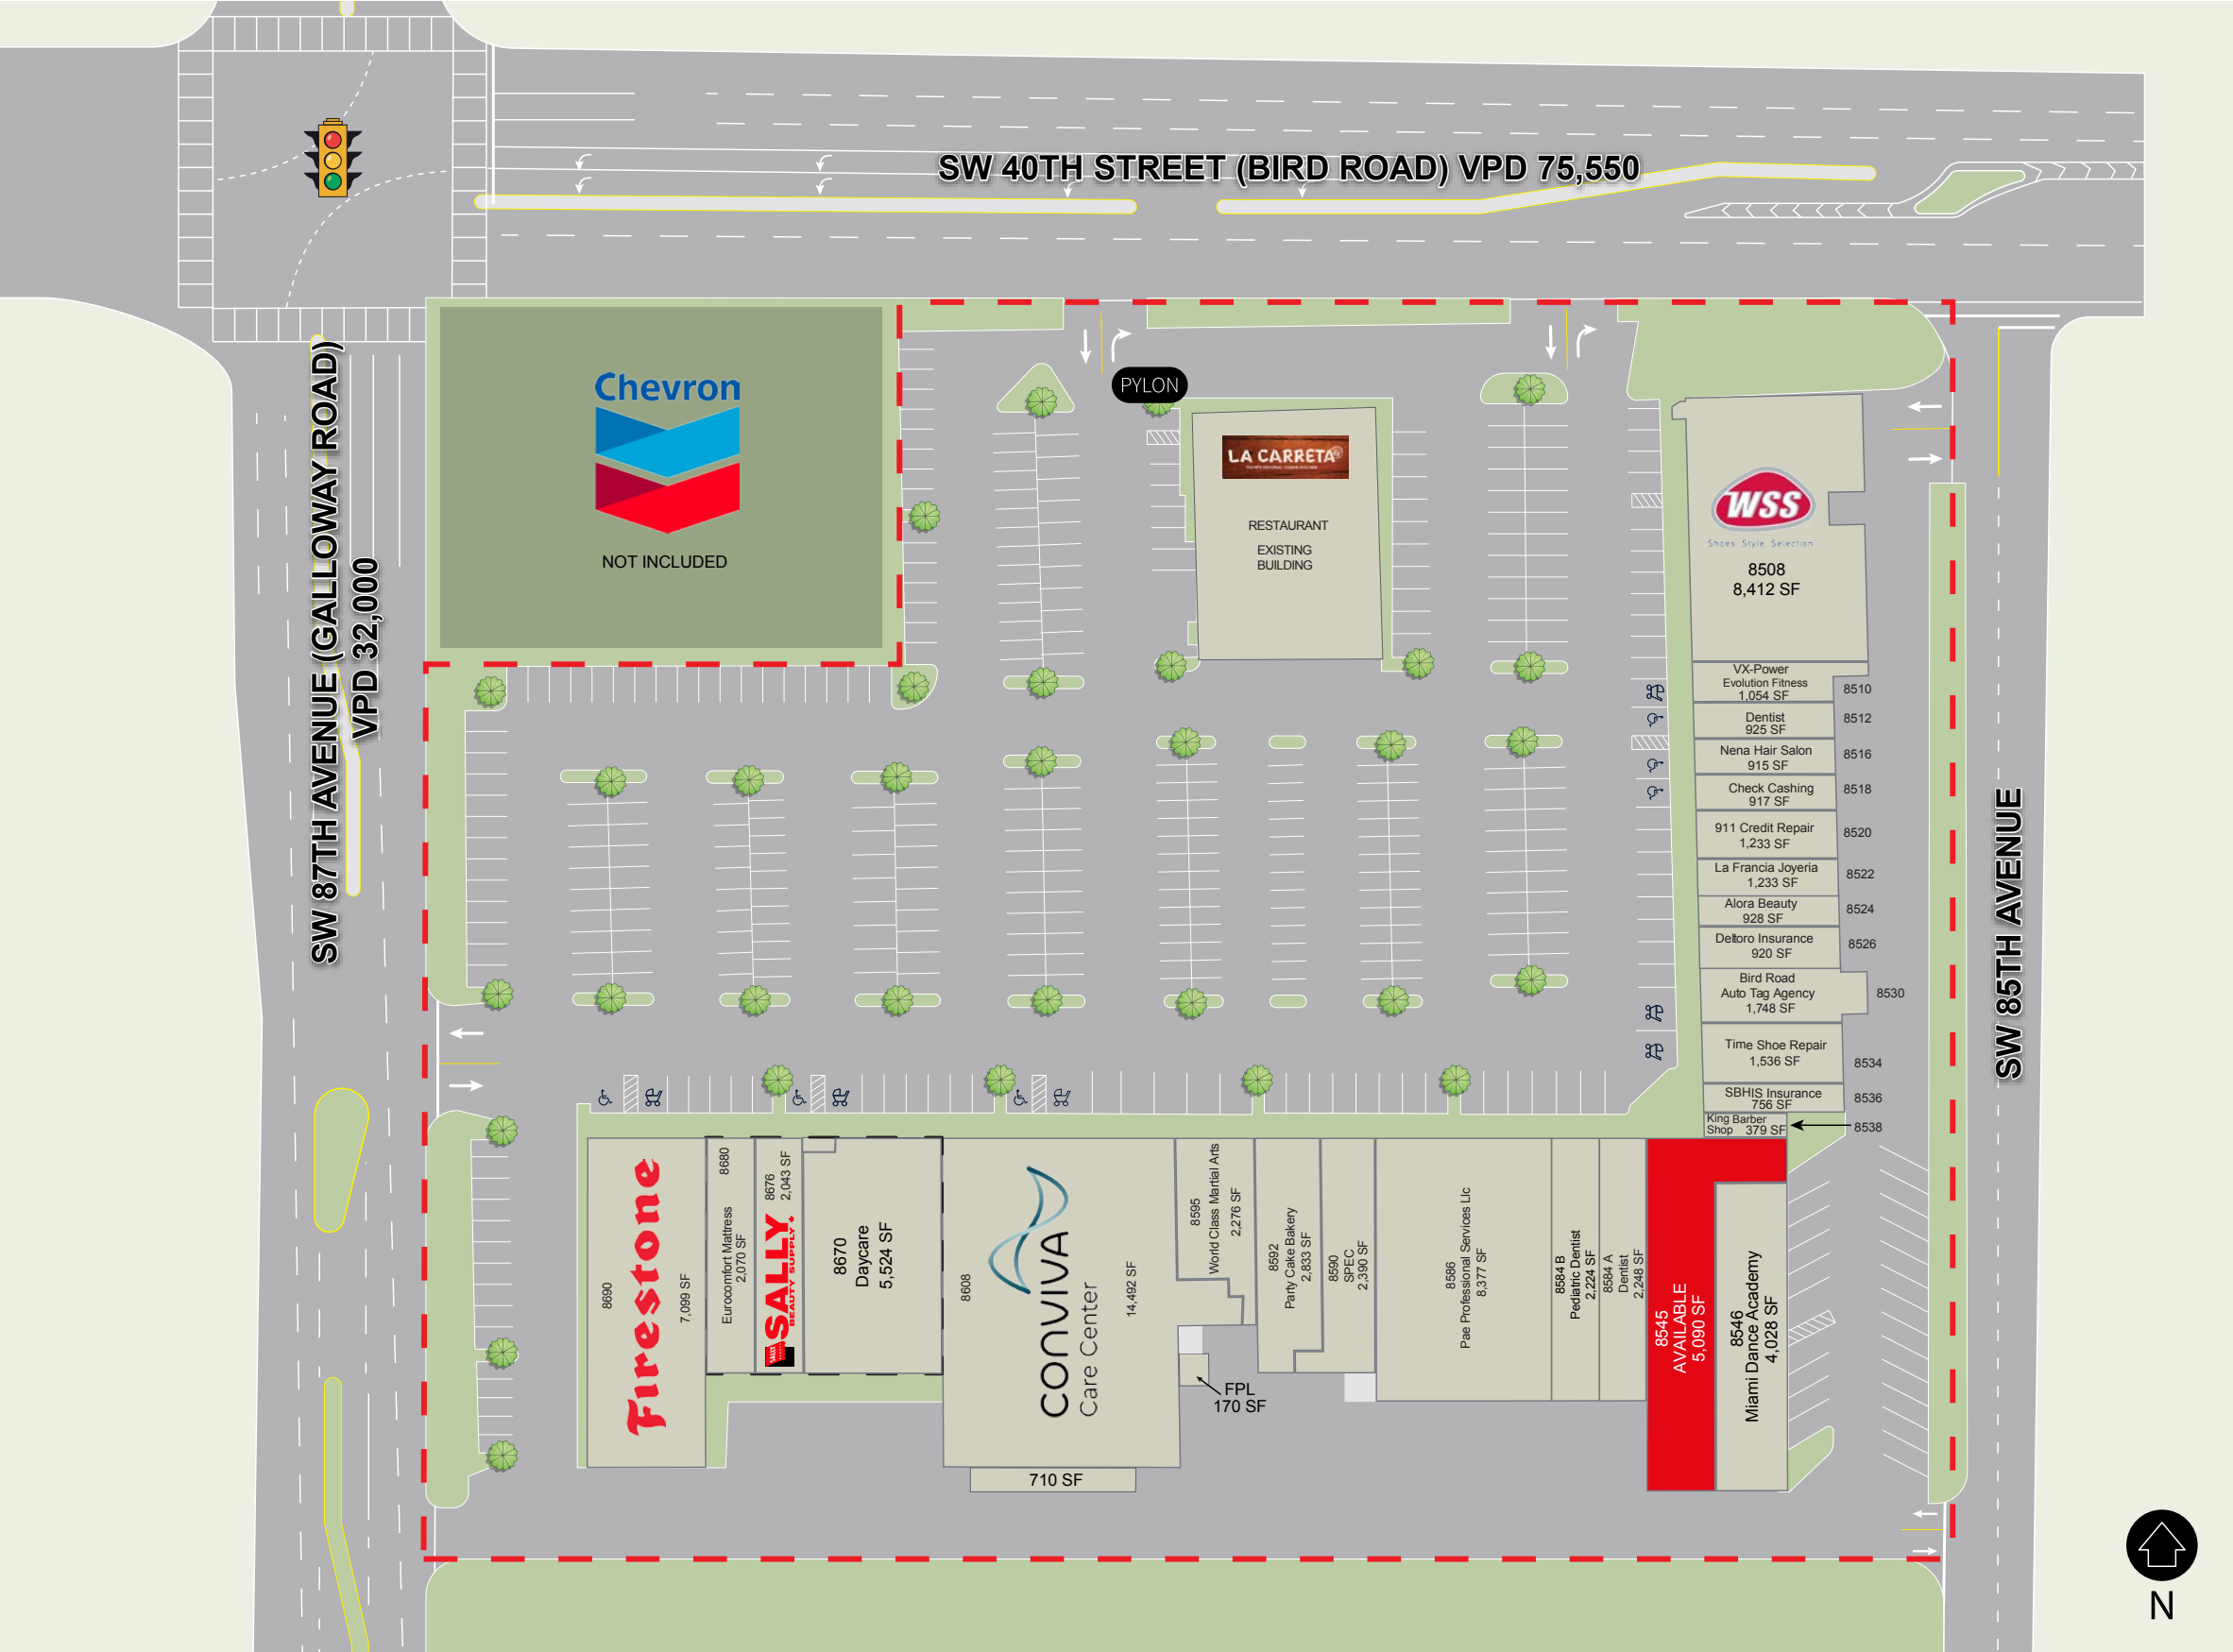 SW 40TH STREET (BIRD ROAD) VPD 75,550
SW 87TH AVENUE (GALLOWAY ROAD)
VPD 32,000
SW 85TH AVENUE
Chevron
NOT INCLUDED
PYLON
LA CARRETA
RESTAURANT
EXISTING
BUILDING
WSS
Shoes Style Selection
8508
8,412 SF
VX-Power
Evolution Fitness
1,054 SF
8510
Dentist
925 SF
8512
Nena Hair Salon
915 SF
8516
Check Cashing
917 SF
8518
911 Credit Repair
1,233 SF
8520
La Francia Joyeria
1,233 SF
8522
Alora Beauty
928 SF
8524
Deltoro Insurance
920 SF
8526
Bird Road
Auto Tag Agency
1,748 SF
8530
Time Shoe Repair
1,536 SF
8534
SBHIS Insurance
756 SF
8536
King Barber
Shop 379 SF
8538
8690
Firestone
7,099 SF
8680
Eurocomfort Mattress
2,070 SF
8676
2,043 SF
SALLY
BEAUTY SUPPLY
SALLY
8670
Daycare
5,524 SF
8608
CONVIVA
Care Center
14,492 SF
710 SF
8595
World Class Martial Arts
2,276 SF
FPL
170 SF
8592
Party Cake Bakery
2,833 SF
8590
SPEC
2,390 SF
8586
Pae Professional Services Llc
8,377 SF
8584 B
Pediatric Dentist
2,224 SF
8584 A
Dentist
2,248 SF
8545
AVAILABLE
5,090 SF
8546
Miami Dance Academy
4,028 SF
N